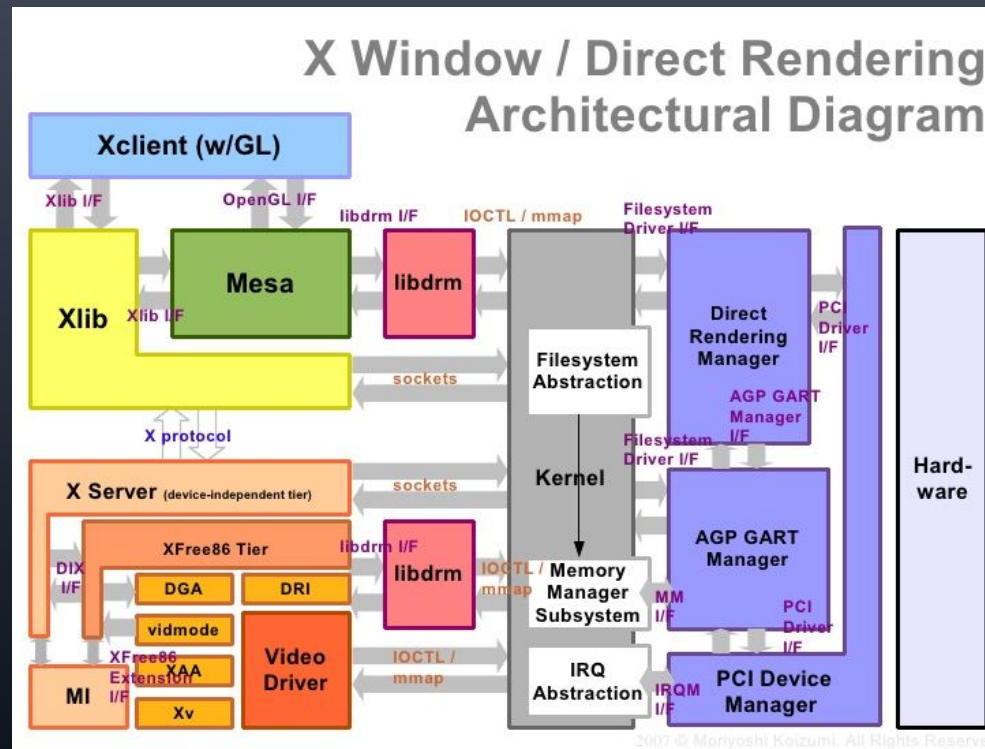 X Window / Direct Rendering
Architectural Diagram
Xclient (w/GL)
Xlib I/F
OpenGL I/F
libdrm I/F
IOCTL / mmap
Filesystem
Driver I/F
Xlib
Xlib I/F
Mesa
libdrm
Direct
Rendering
Manager
PCI
Driver
I/F
Filesystem
Abstraction
sockets
AGP GART
Manager
I/F
X protocol
Filesystem
Driver I/F
Hard-
ware
X Server (device-independent tier)
sockets
Kernel
XFree86 Tier
libdrm I/F
AGP GART
Manager
DIX
I/F
DGA
DRI
libdrm
IOCTL /
mmap
Memory
Manager
Subsystem
MM
I/F
PCI
Driver
I/F
vidmode
XFree86
Extension
I/F
XAA
Video
Driver
IOCTL /
mmap
IRQ
Abstraction
IRQM
I/F
PCI Device
Manager
MI
Xv
2007 © Moriyoshi Koizumi. All Rights Reserve